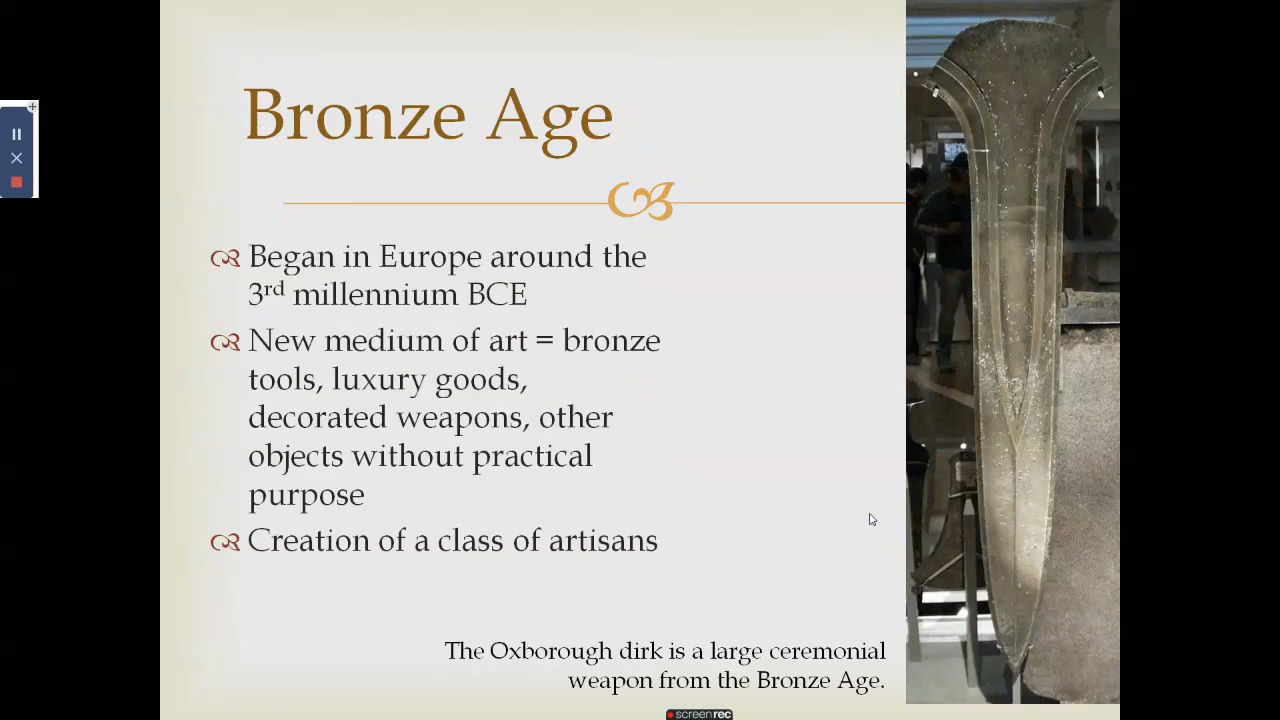 Bronze Age
Began in Europe around the
3rd millennium BCE
New medium of art = bronze
tools, luxury goods,
decorated weapons, other
objects without practical
purpose
Creation of a class of artisans
The Oxborough dirk is a large ceremonial
weapon from the Bronze Age.
screenrec